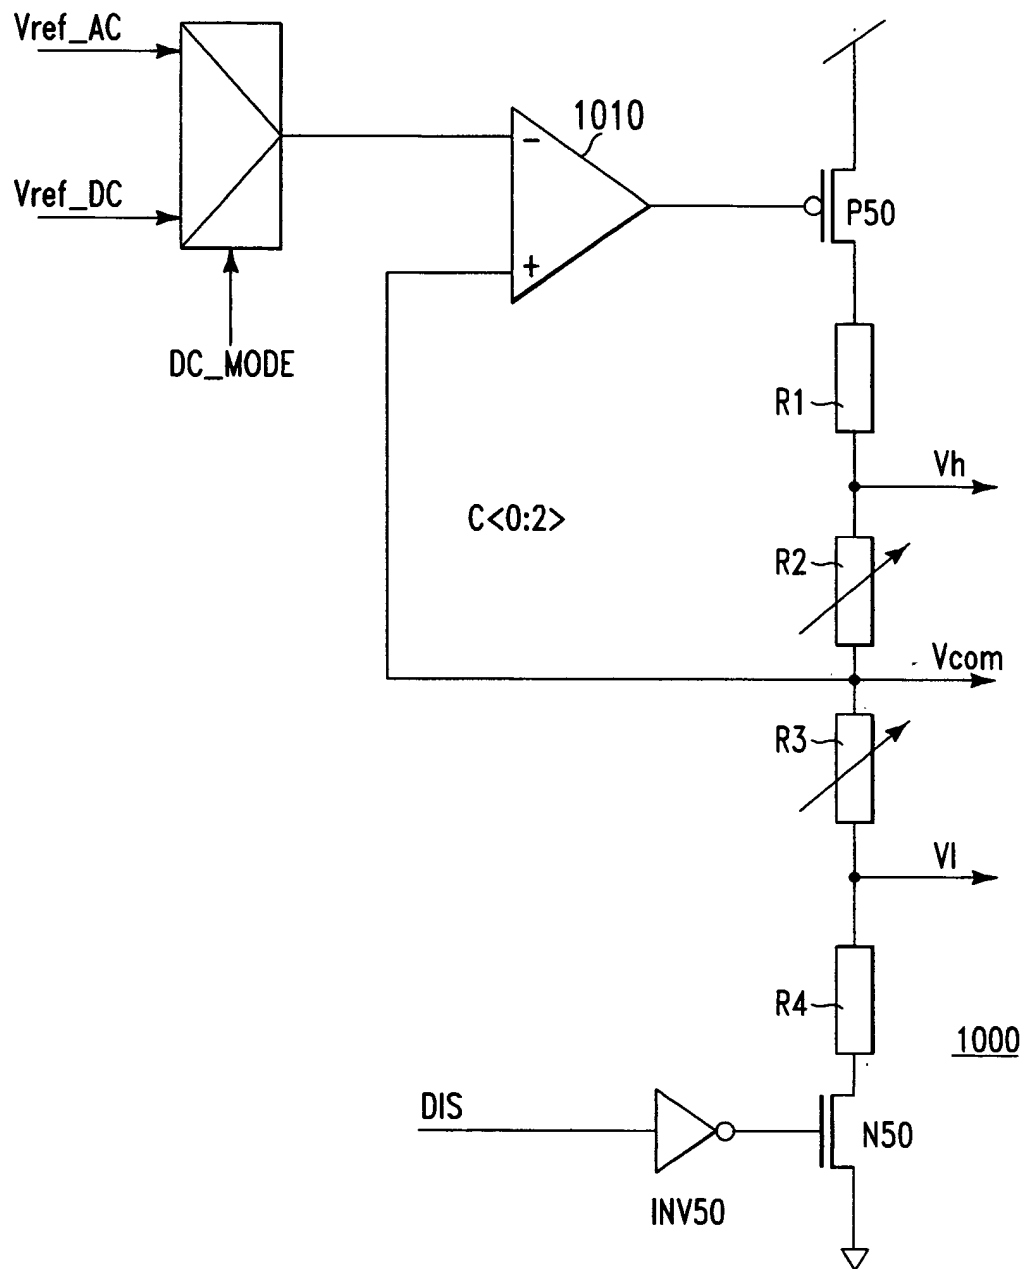 Vref_AC
1010
-
Vref_DC
P50
+
DC_MODE
R1
Vh
C<0:2>
R2
Vcom
R3
Vl
R4
1000
DIS
N50
INV50